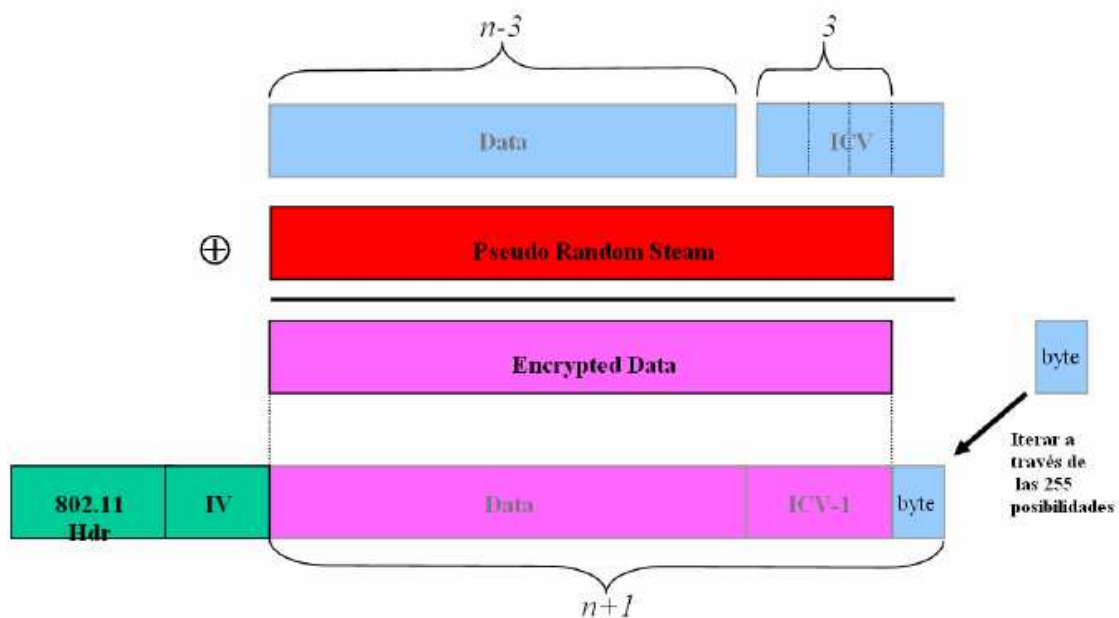 n-3
3
Data
ICV
⊕
Pseudo Random Steam
Encrypted Data
byte
Iterar a
través de
las 255
posibilidades
802.11
Hdr
IV
Data
ICV-1
byte
n+1